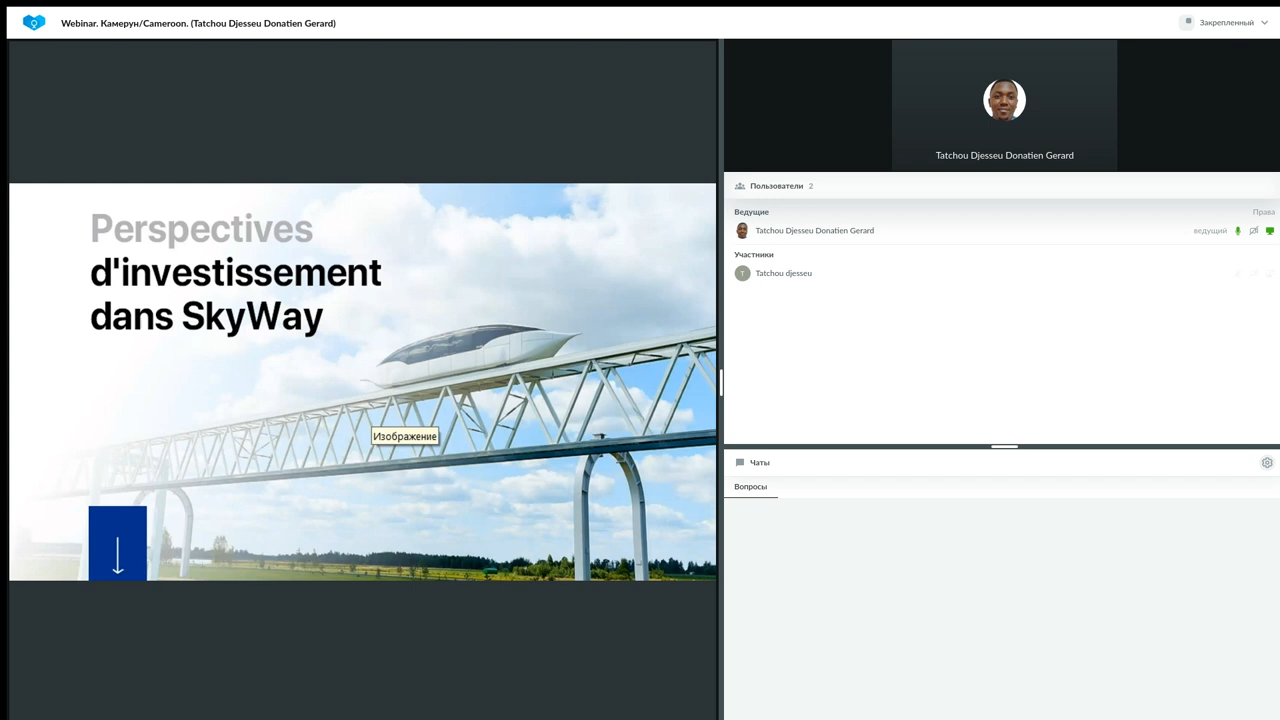 Webinar. Камерун/Cameroon. (Tatchou Djesseu Donatien Gerard)
Закрепленный
Perspectives
d'investissement
dans SkyWay
Изображение
Tatchou Djesseu Donatien Gerard
Пользователи 2
Ведущие Права
Tatchou Djesseu Donatien Gerard ведущий
Участники
T Tatchou djesseu
Чаты
Вопросы